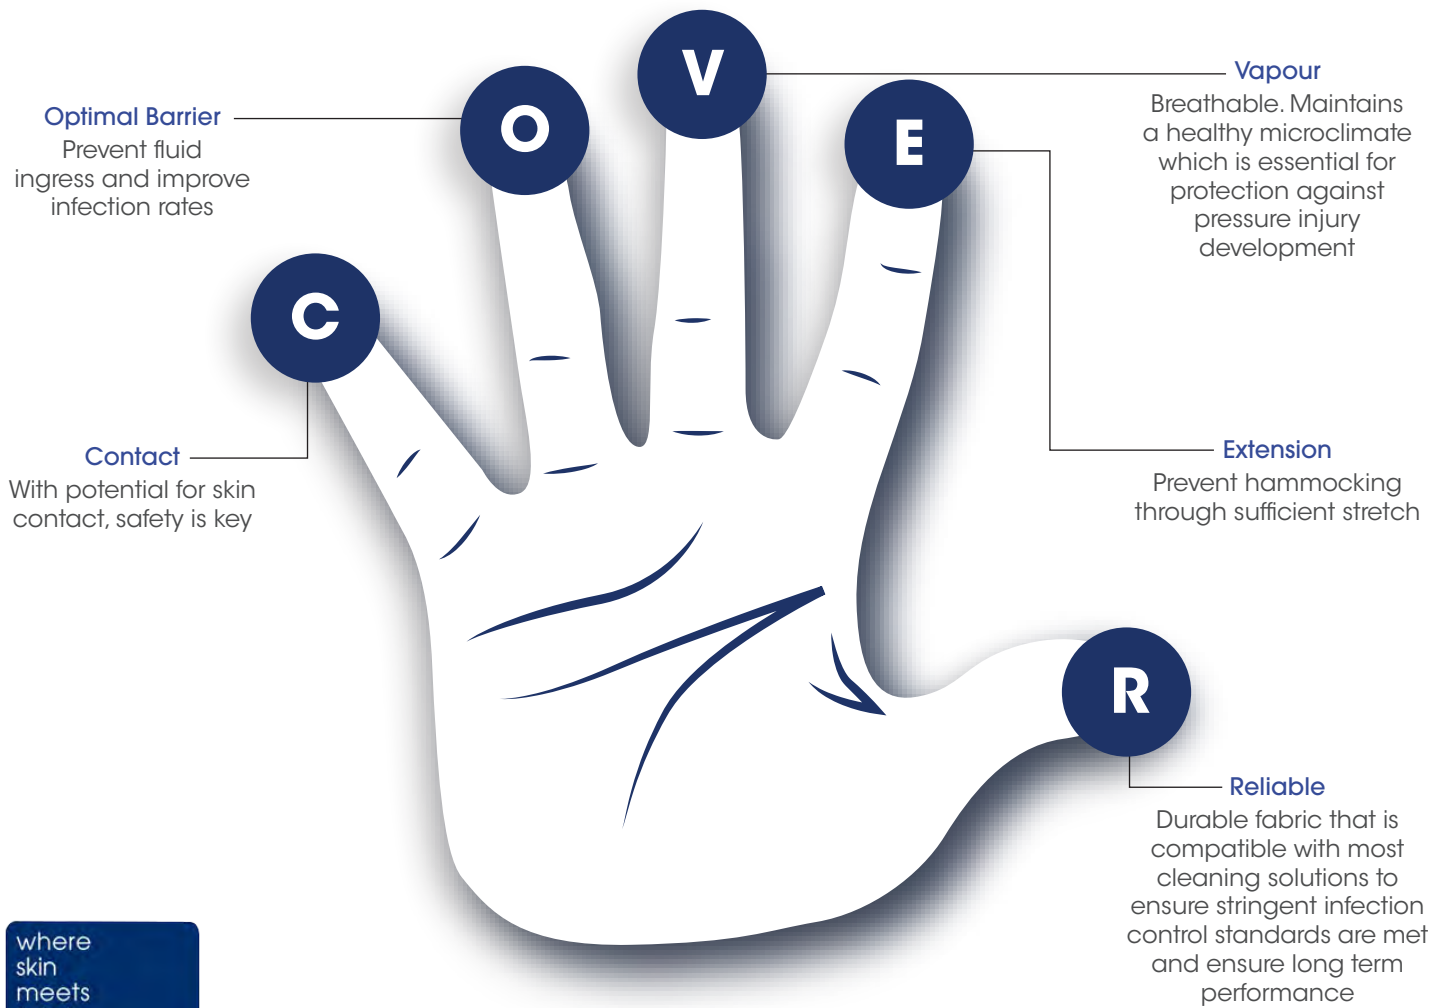 C
Contact
With potential for skin
contact, safety is key
O
Optimal Barrier
Prevent fluid
ingress and improve
infection rates
V
Vapour
Breathable. Maintains
a healthy microclimate
which is essential for
protection against
pressure injury
development
E
Extension
Prevent hammocking
through sufficient stretch
R
Reliable
Durable fabric that is
compatible with most
cleaning solutions to
ensure stringent infection
control standards are met
and ensure long term
performance
where
skin
meets